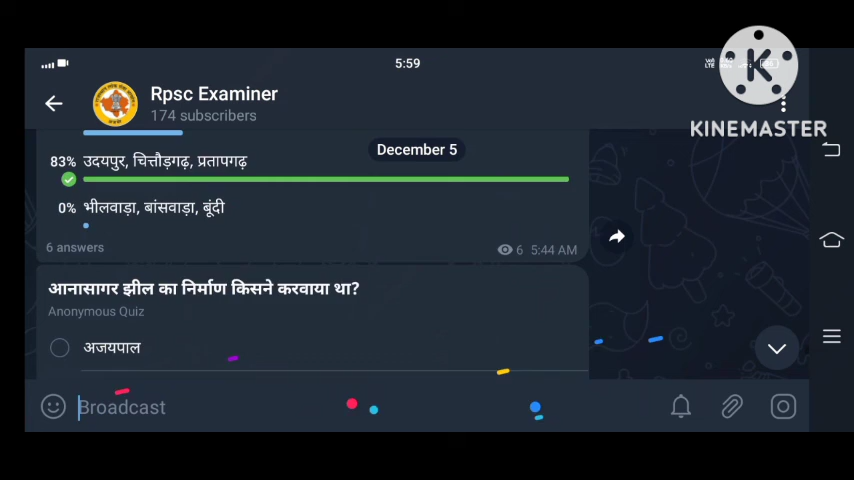 5:59
Rpsc Examiner
174 subscribers
KINEMASTER
December 5
83% उदयपुर, चित्तौड़गढ़, प्रतापगढ़
0% भीलवाड़ा, बांसवाड़ा, बूंदी
6 answers
6 5:44 AM
आनासागर झील का निर्माण किसने करवाया था?
Anonymous Quiz
अजयपाल
Broadcast